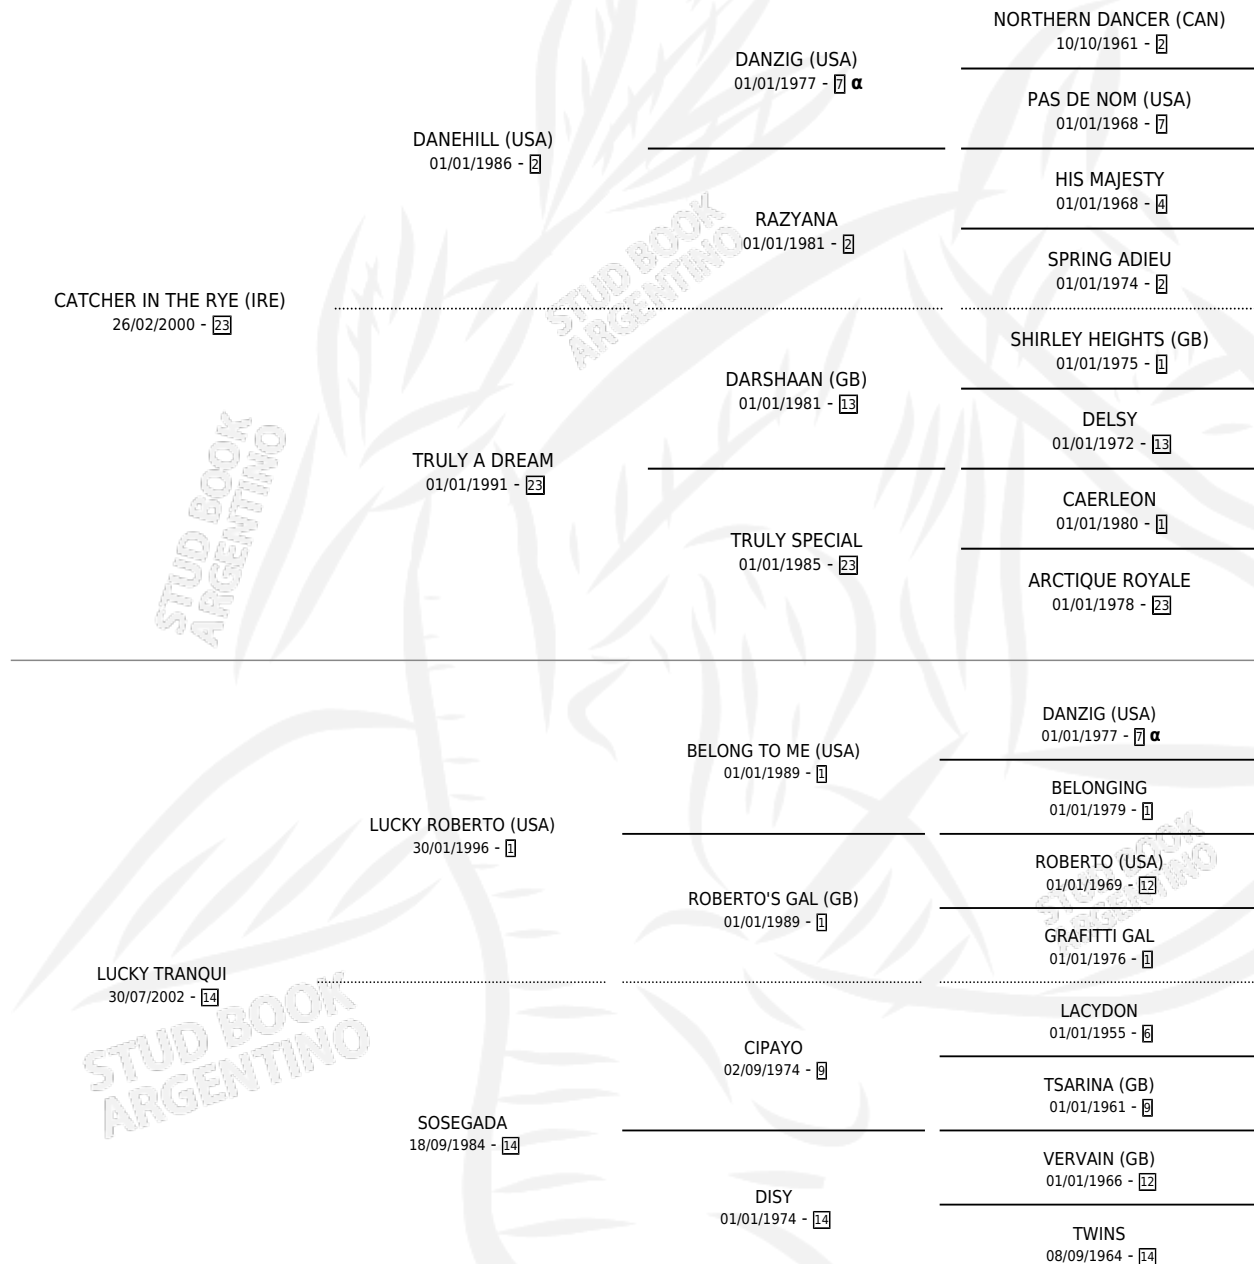 NORTHERN DANCER (CAN)
10/10/1961 - 2
DANZIG (USA)
01/01/1977 - 7 α
PAS DE NOM (USA)
01/01/1968 - 7
DANEHILL (USA)
01/01/1986 - 2
HIS MAJESTY
01/01/1968 - 4
RAZYANA
01/01/1981 - 2
SPRING ADIEU
01/01/1974 - 2
CATCHER IN THE RYE (IRE)
26/02/2000 - 23
SHIRLEY HEIGHTS (GB)
01/01/1975 - 1
DARSHAAN (GB)
01/01/1981 - 13
DELSY
01/01/1972 - 13
TRULY A DREAM
01/01/1991 - 23
CAERLEON
01/01/1980 - 1
TRULY SPECIAL
01/01/1985 - 23
ARCTIQUE ROYALE
01/01/1978 - 23
DANZIG (USA)
01/01/1977 - 7 α
BELONG TO ME (USA)
01/01/1989 - 1
BELONGING
01/01/1979 - 1
LUCKY ROBERTO (USA)
30/01/1996 - 1
ROBERTO (USA)
01/01/1969 - 12
ROBERTO'S GAL (GB)
01/01/1989 - 1
GRAFITTI GAL
01/01/1976 - 1
LUCKY TRANQUI
30/07/2002 - 14
LACYDON
01/01/1955 - 6
CIPAYO
02/09/1974 - 9
TSARINA (GB)
01/01/1961 - 9
SOSEGADA
18/09/1984 - 14
VERVAIN (GB)
01/01/1966 - 12
DISY
01/01/1974 - 14
TWINS
08/09/1964 - 14
STUD BOOK
ARGENTINO
STUD BOOK
ARGENTINO
STUD BOOK
ARGENTINO
STUD BOOK
ARGENTINO